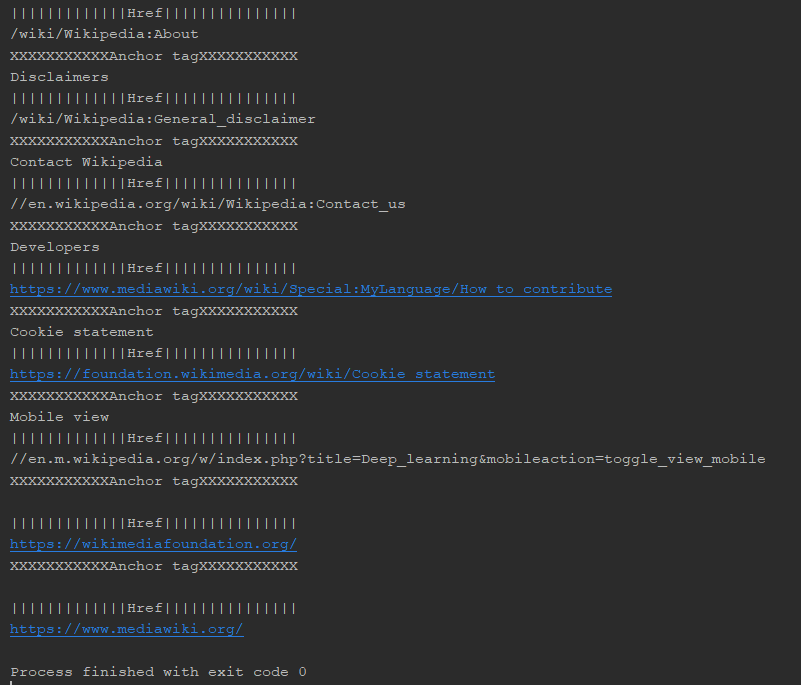 |||||||||||||Href|||||||||||||||
/wiki/Wikipedia:About
XXXXXXXXXXXAnchor tagXXXXXXXXXXX
Disclaimers
|||||||||||||Href|||||||||||||||
/wiki/Wikipedia:General_disclaimer
XXXXXXXXXXXAnchor tagXXXXXXXXXXX
Contact Wikipedia
|||||||||||||Href|||||||||||||||
//en.wikipedia.org/wiki/Wikipedia:Contact_us
XXXXXXXXXXXAnchor tagXXXXXXXXXXX
Developers
|||||||||||||Href|||||||||||||||
https://www.mediawiki.org/wiki/Special:MyLanguage/How_to_contribute
XXXXXXXXXXXAnchor tagXXXXXXXXXXX
Cookie statement
|||||||||||||Href|||||||||||||||
https://foundation.wikimedia.org/wiki/Cookie_statement
XXXXXXXXXXXAnchor tagXXXXXXXXXXX
Mobile view
|||||||||||||Href|||||||||||||||
//en.m.wikipedia.org/w/index.php?title=Deep_learning&mobileaction=toggle_view_mobile
XXXXXXXXXXXAnchor tagXXXXXXXXXXX
|||||||||||||Href|||||||||||||||
https://wikimediafoundation.org/
XXXXXXXXXXXAnchor tagXXXXXXXXXXX
|||||||||||||Href|||||||||||||||
https://www.mediawiki.org/
Process finished with exit code 0